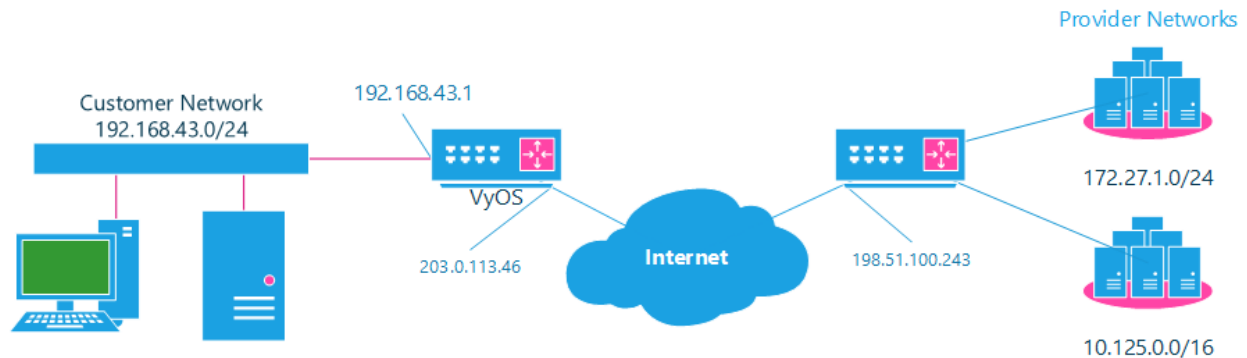 Provider Networks
192.168.43.1
Customer Network
192.168.43.0/24
172.27.1.0/24
VyOS
Internet
203.0.113.46
198.51.100.243
10.125.0.0/16